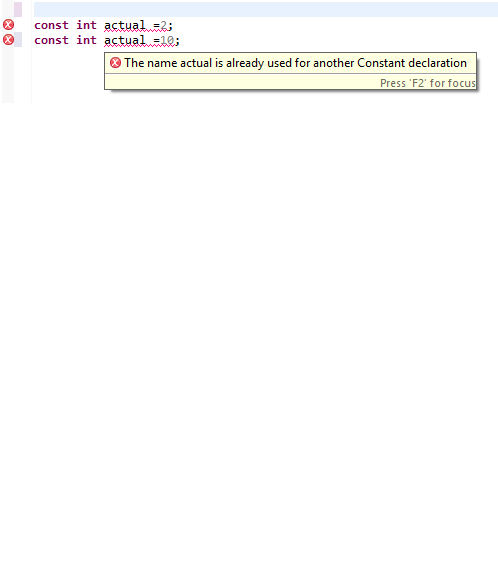 const int actual =2;
const int actual =10;
The name actual is already used for another Constant declaration
Press 'F2' for focus